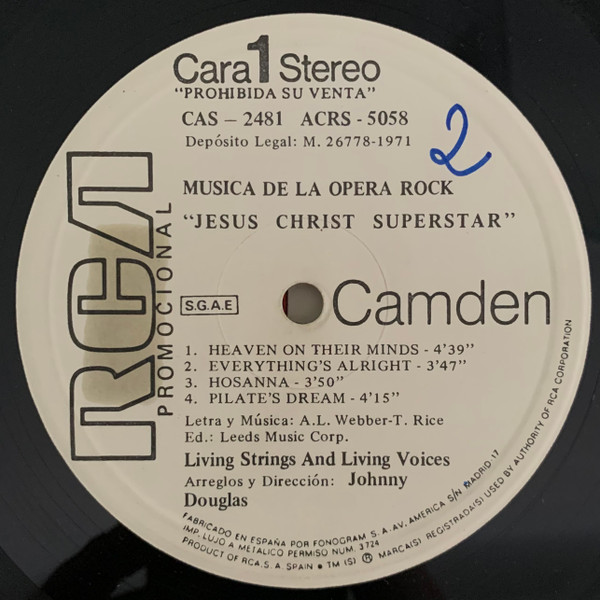 Cara 1 Stereo
"PROHIBIDA SU VENTA"
CAS - 2481 ACRS - 5058
Depósito Legal: M. 26778-1971
2
MUSICA DE LA OPERA ROCK
"JESUS CHRIST SUPERSTAR"
RCA
PROMOCIONAL
S.G.A.E
Camden
1. HEAVEN ON THEIR MINDS - 4'39"
2. EVERYTHING'S ALRIGHT - 3'47"
3. HOSANNA - 3'50"
4. PILATE'S DREAM - 4'15"
Letra y Música: A.L. Webber-T. Rice
Ed.: Leeds Music Corp.
Living Strings And Living Voices
Arreglos y Dirección: Johnny
Douglas
FABRICADO EN ESPAÑA POR FONOGRAM S.A. AV. AMERICA S/N MADRID 17
IMP. LUJO A METALICO PERMISO NUM. 3724
PRODUCT OF RCA, S. A. SPAIN • TM (S) ® MARCA(S) REGISTRADA(S) USED BY AUTHORITY OF RCA CORPORATION